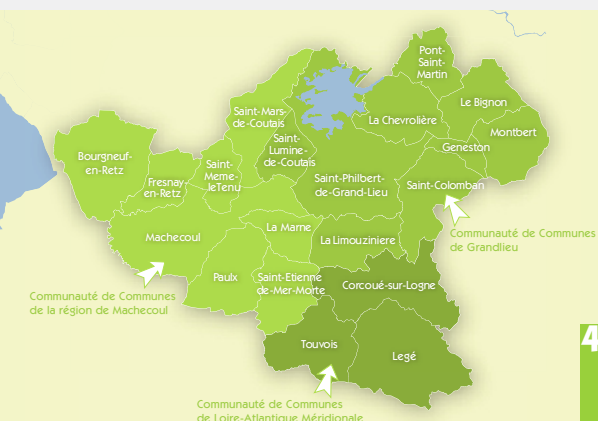 Pont-
Saint-
Martin
Le Bignon
Saint-Mars-
de-Coutais
La Chevrolière
Montbert
Saint-
Lumine-
de-Coutais
Geneston
Bourgneuf-
en-Retz
Saint-
Meme-
leTenu
Fresnay-
en-Retz
Saint-Philbert-
de-Grand-Lieu
Saint-Colomban
La Marne
Machecoul
La Limouziniere
Communauté de Communes
de Grandlieu
Paulx
Saint-Etienne
de-Mer-Morte
Corcoué-sur-Logne
Communauté de Communes
de la région de Machecoul
Touvois
Legé
4
Communauté de Communes
de Loire-Atlantique Méridionale